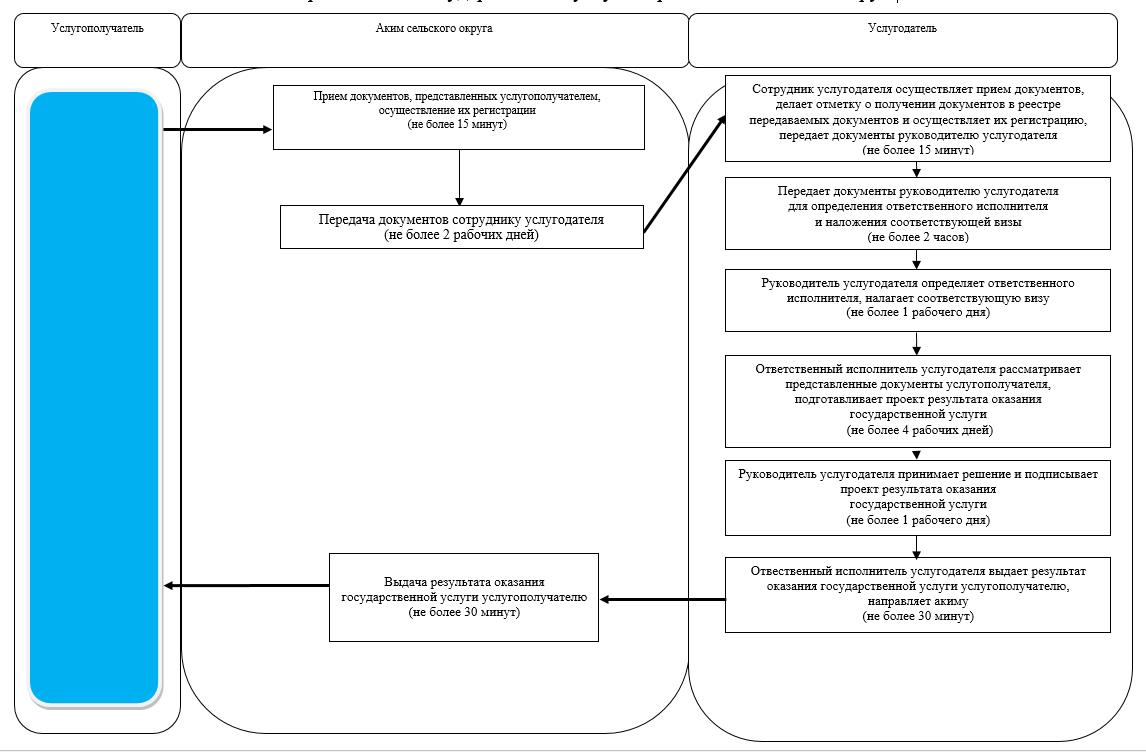 Услугополучатель
Аким сельского округа
Услугодатель
Прием документов, представленных услугополучателем,
осуществление их регистрации
(не более 15 минут)
Передача документов сотруднику услугодателя
(не более 2 рабочих дней)
Сотрудник услугодателя осуществляет прием документов,
делает отметку о получении документов в реестре
передаваемых документов и осуществляет их регистрацию,
передает документы руководителю услугодателя
(не более 15 минут)
Передает документы руководителю услугодателя
для определения ответственного исполнителя
и наложения соответствующей визы
(не более 2 часов)
Руководитель услугодателя определяет ответственного
исполнителя, налагает соответствующую визу
(не более 1 рабочего дня)
Ответственный исполнитель услугодателя рассматривает
представленные документы услугополучателя,
подготавливает проект результата оказания
государственной услуги
(не более 4 рабочих дней)
Руководитель услугодателя принимает решение и подписывает
проект результата оказания
государственной услуги
(не более 1 рабочего дня)
Отвественный исполнитель услугодателя выдает результат
оказания государственной услуги услугополучателю,
направляет акиму
(не более 30 минут)
Выдача результата оказания
государственной услуги услугополучателю
(не более 30 минут)